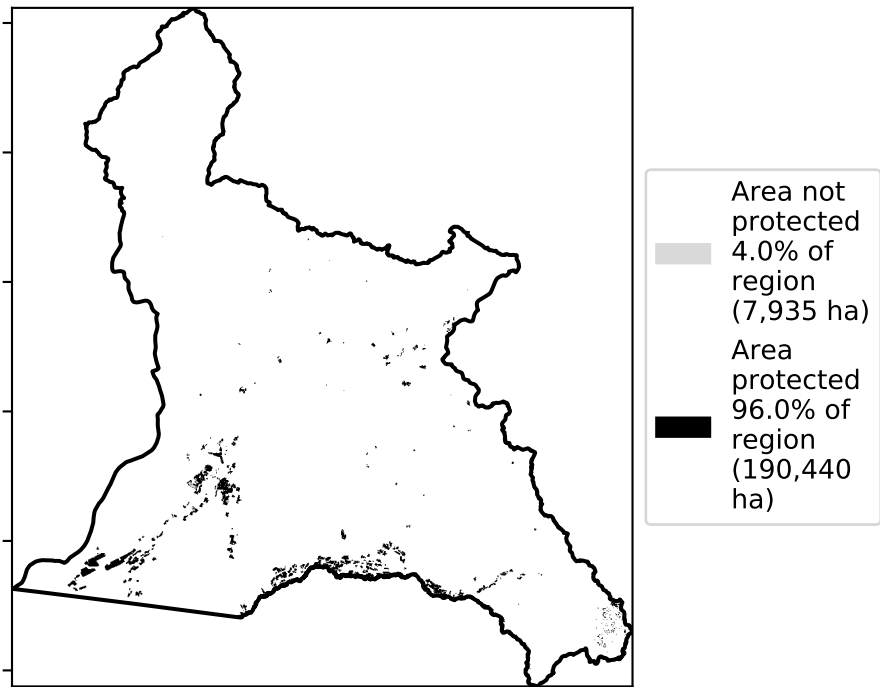 Area not
protected
4.0% of
region
(7,935 ha)
Area
protected
96.0% of
region
(190,440
ha)